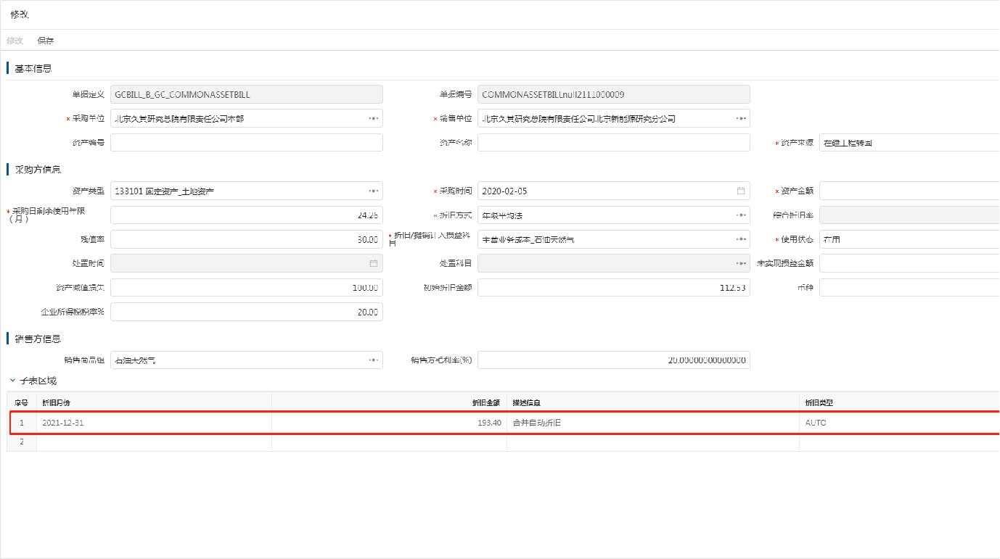 修改
修改 保存
基本信息
单据定义 GCBILL_B_GC_COMMONASSETBILL 单据编号 COMMONASSETBILLnull2111000009
* 采购单位 北京久其研究总院有限责任公司本部 * 销售单位 北京久其研究总院有限责任公司北京新能源研究分公司
资产编号 资产名称 * 资产来源 在建工程转固
采购方信息
资产类型 133101 固定资产_土地资产 * 采购时间 2020-02-05 * 资产金额
* 采购日剩余使用年限
(月) 24.26 * 折旧方式 年限平均法 综合折旧率
残值率 30.00 * 折旧/摊销计入损益科
目 主营业务成本_石油天然气 * 使用状态 在用
处置时间 处置科目 未实现损益金额
资产减值损失 100.00 初始折旧金额 112.53 币种
企业所得税税率% 20.00
销售方信息
销售商品组 石油天然气 销售方毛利率(%) 20.00000000000000
子表区域
序号 折旧月份 折旧金额 描述信息 折旧类型
1 2021-12-31 193.40 合并自动折旧 AUTO
2